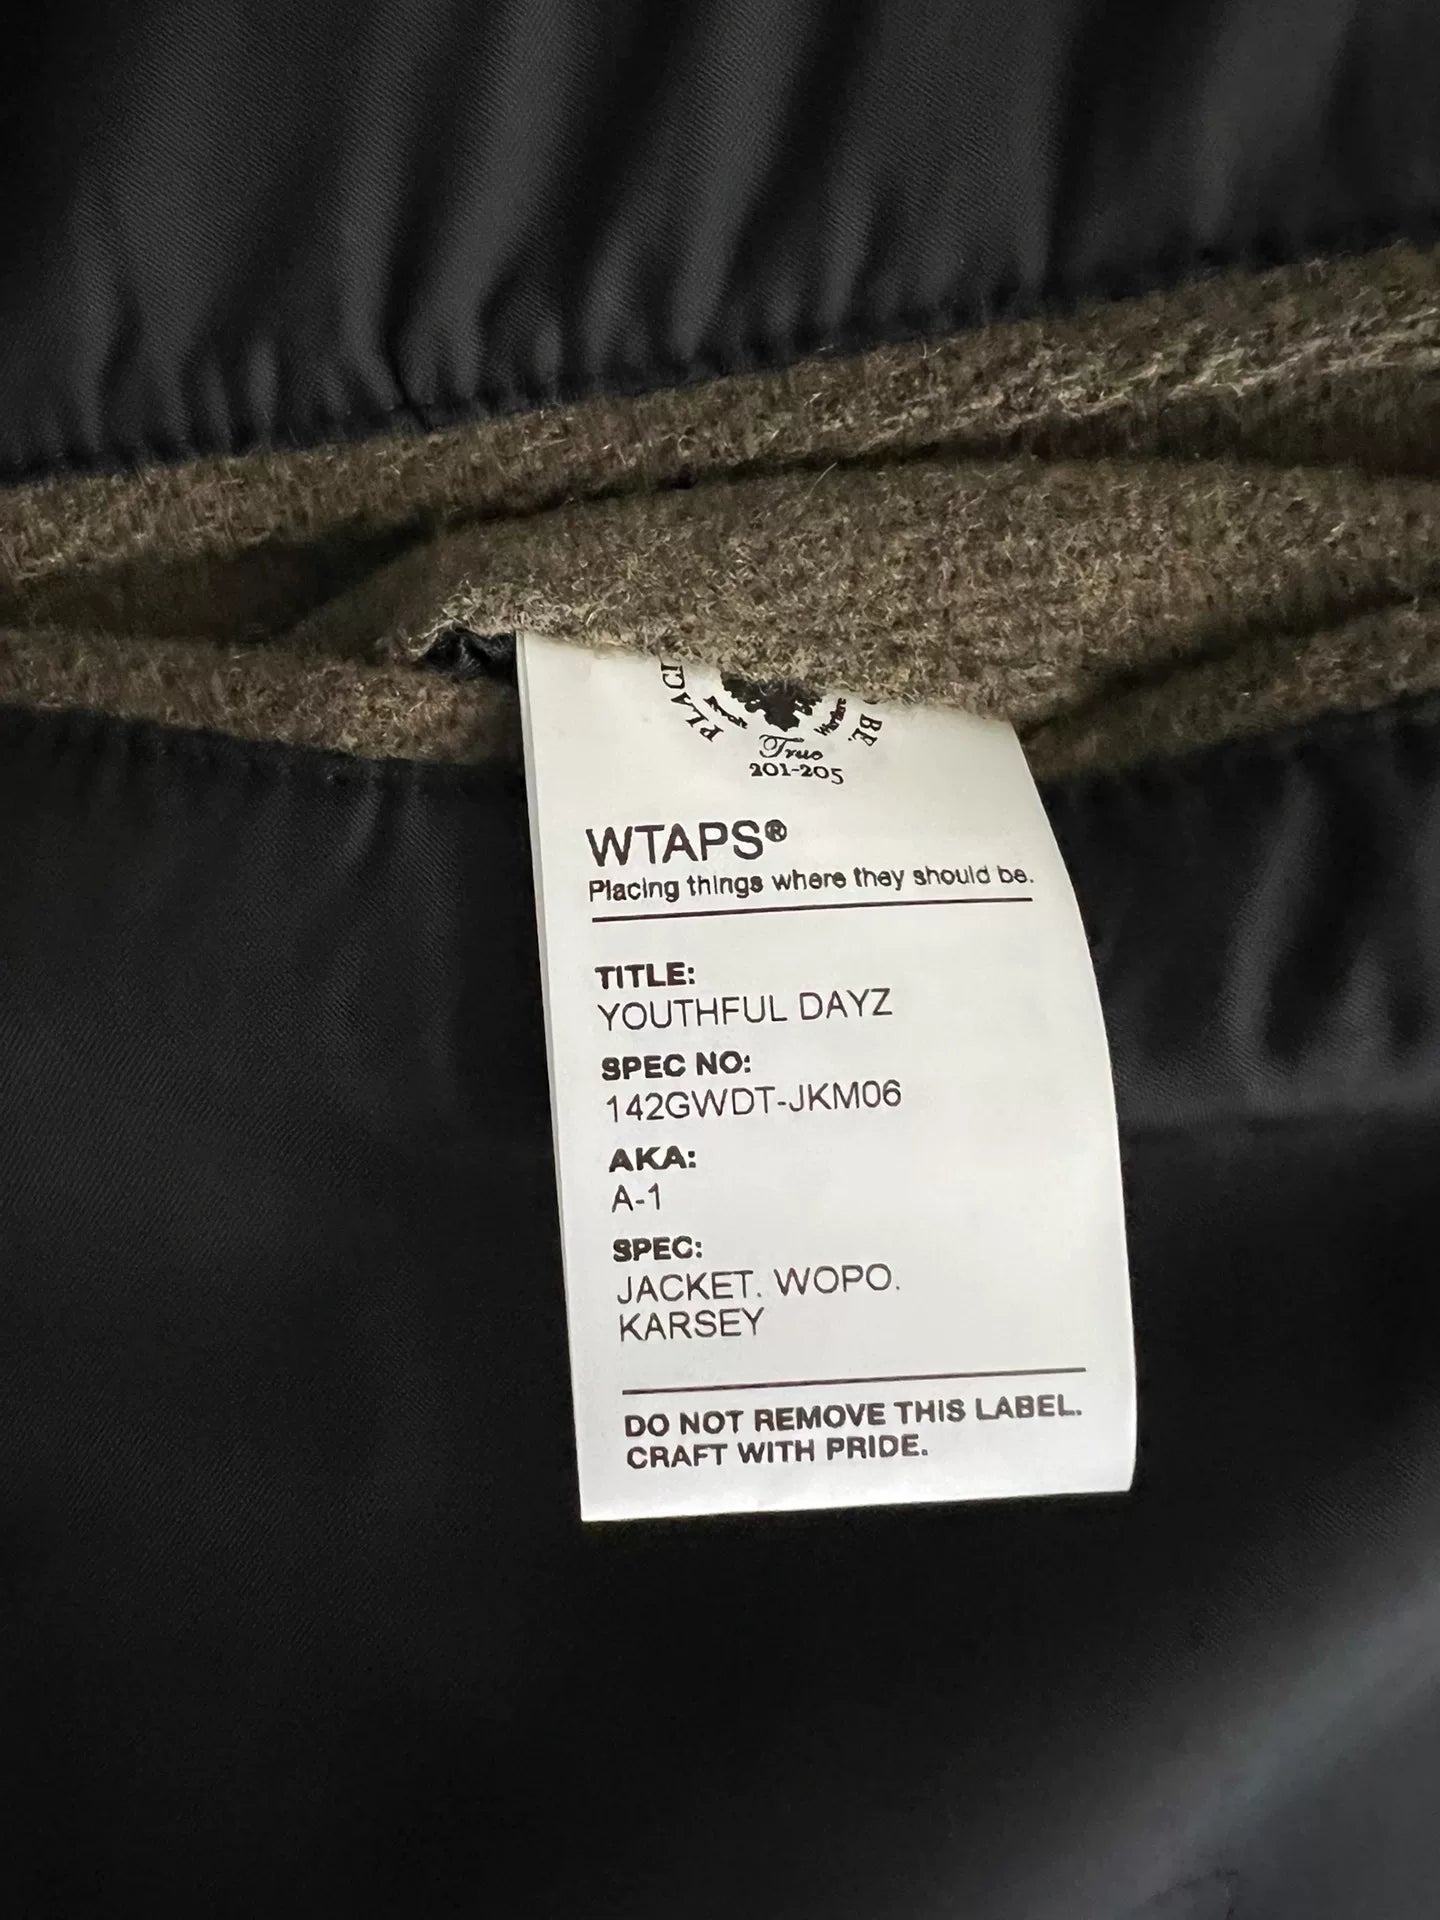 BE.
True
201-205
WTAPS®
Placing things where they should be.
TITLE:
YOUTHFUL DAYZ
SPEC NO:
142GWDT-JKM06
AKA:
A-1
SPEC:
JACKET. WOPO.
KARSEY
DO NOT REMOVE THIS LABEL.
CRAFT WITH PRIDE.